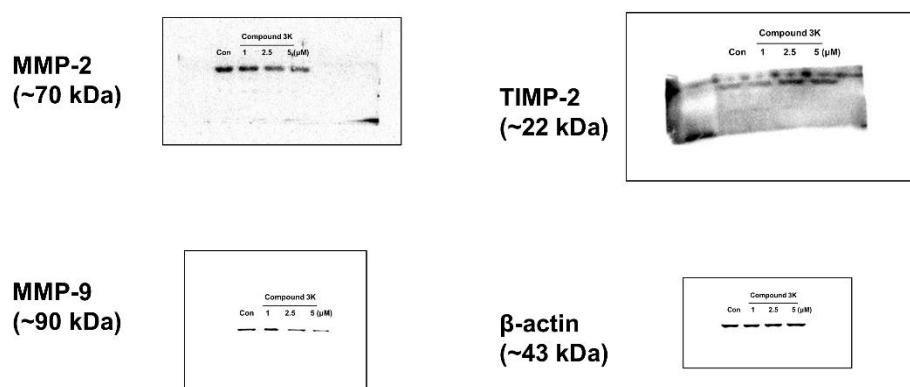 MMP-2
(~70 kDa)
Compound 3K
Con 1 2.5 5 (μM)
TIMP-2
(~22 kDa)
Compound 3K
Con 1 2.5 5 (μM)
MMP-9
(~90 kDa)
Compound 3K
Con 1 2.5 5 (μM)
β-actin
(~43 kDa)
Compound 3K
Con 1 2.5 5 (μM)